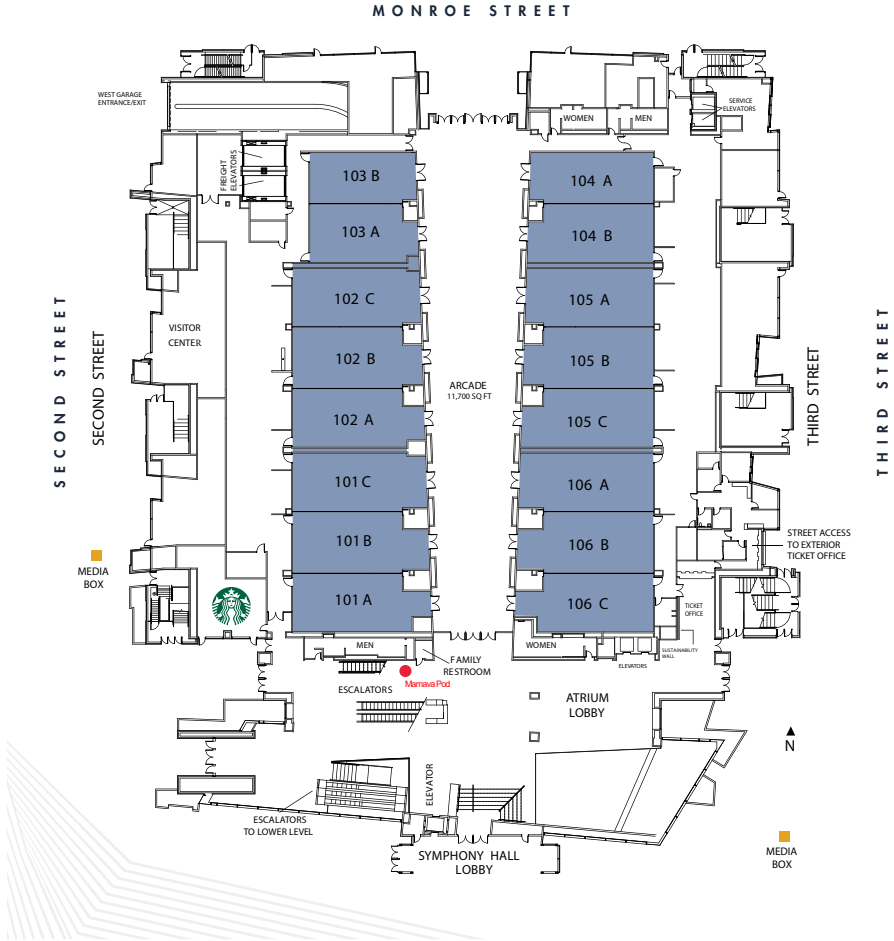 MONROE STREET
WEST GARAGE
ENTRANCE/EXIT
SERVICE
ELEVATORS
WOMEN
MEN
FREIGHT
ELEVATORS
103 B
104 A
103 A
104 B
102 C
105 A
VISITOR
CENTER
102 B
105 B
ARCADE
11,700 SQ FT
SECOND STREET
SECOND STREET
THIRD STREET
THIRD STREET
102 A
105 C
101 C
106 A
101 B
106 B
STREET ACCESS
TO EXTERIOR
TICKET OFFICE
MEDIA
BOX
101 A
106 C
TICKET
OFFICE
MEN
WOMEN
SUSTAINABILITY
WALL
FAMILY
RESTROOM
ELEVATORS
Mamava Pod
ESCALATORS
ATRIUM
LOBBY
N
ELEVATOR
ESCALATORS
TO LOWER LEVEL
SYMPHONY HALL
LOBBY
MEDIA
BOX